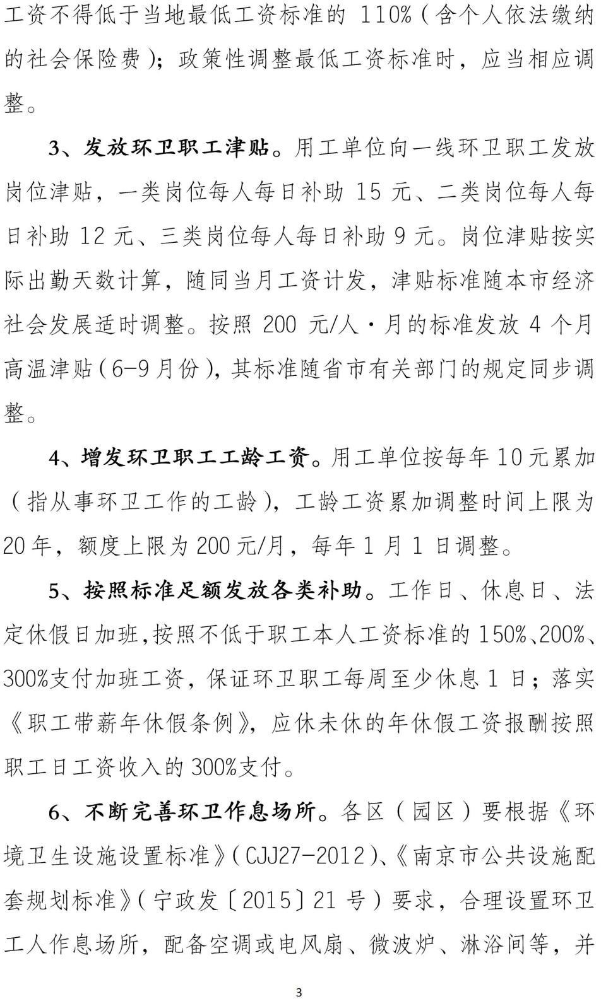 工资不得低于当地最低工资标准的 110%（含个人依法缴纳
的社会保险费）；政策性调整最低工资标准时，应当相应调
整。
3、发放环卫职工津贴。用工单位向一线环卫职工发放
岗位津贴，一类岗位每人每日补助 15 元、二类岗位每人每
日补助 12 元、三类岗位每人每日补助 9 元。岗位津贴按实
际出勤天数计算，随同当月工资计发，津贴标准随本市经济
社会发展适时调整。按照 200 元/人·月的标准发放 4 个月
高温津贴（6-9 月份），其标准随省市有关部门的规定同步调
整。
4、增发环卫职工工龄工资。用工单位按每年 10 元累加
（指从事环卫工作的工龄），工龄工资累加调整时间上限为
20 年，额度上限为 200 元/月，每年 1 月 1 日调整。
5、按照标准足额发放各类补助。工作日、休息日、法
定休假日加班，按照不低于职工本人工资标准的 150%、200%、
300%支付加班工资，保证环卫职工每周至少休息 1 日；落实
《职工带薪年休假条例》，应休未休的年休假工资报酬按照
职工日工资收入的 300%支付。
6、不断完善环卫作息场所。各区（园区）要根据《环
境卫生设施设置标准》（CJJ27-2012）、《南京市公共设施配
套规划标准》（宁政发〔2015〕21 号）要求，合理设置环卫
工人作息场所，配备空调或电风扇、微波炉、淋浴间等，并
3